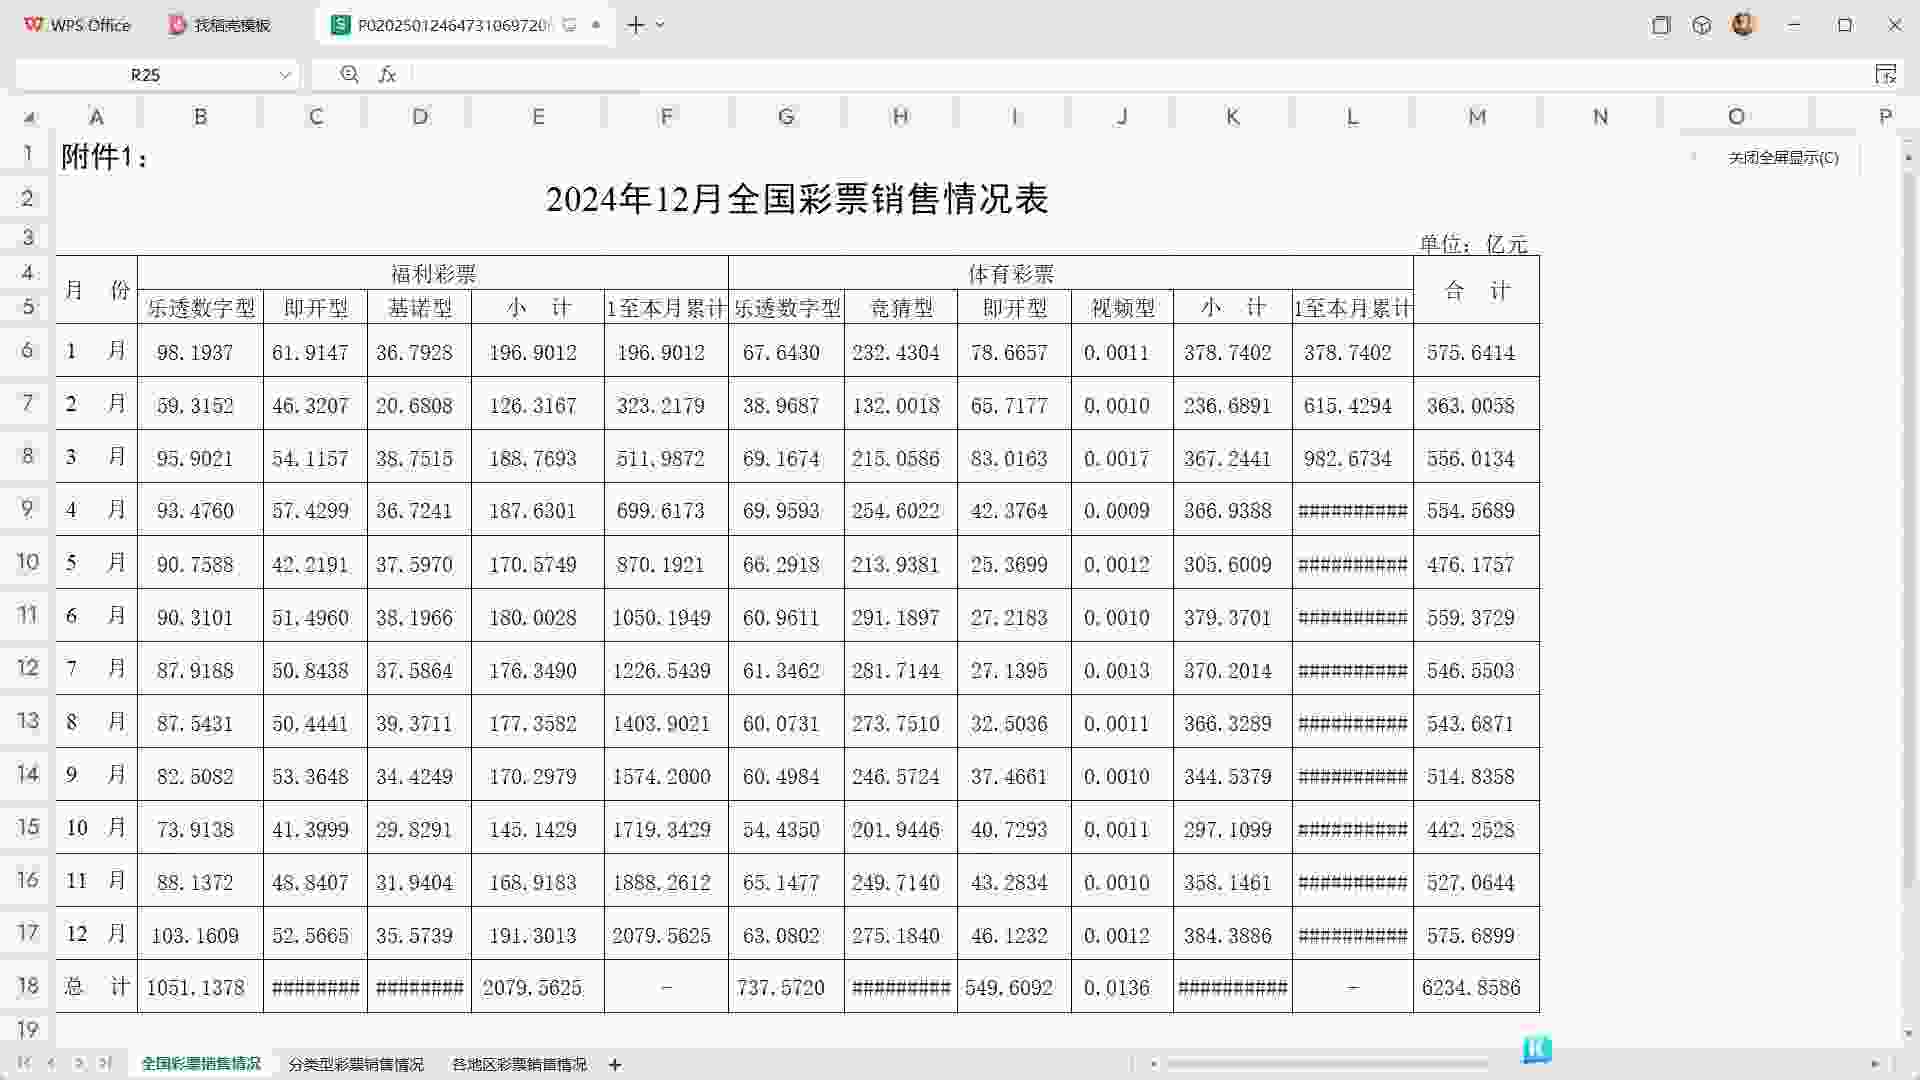 WPS Office 找稻壳模板 P020250124647310697206
R25 fx
A B C D E F G H I J K L M N O P
1 附件1：
关闭全屏显示(C)
2 2024年12月全国彩票销售情况表
3 单位：亿元
4 月 份 福利彩票 体育彩票 合 计
5 乐透数字型 即开型 基诺型 小 计 1至本月累计 乐透数字型 竞猜型 即开型 视频型 小 计 1至本月累计
6 1 月 98.1937 61.9147 36.7928 196.9012 196.9012 67.6430 232.4304 78.6657 0.0011 378.7402 378.7402 575.6414
7 2 月 59.3152 46.3207 20.6808 126.3167 323.2179 38.9687 132.0018 65.7177 0.0010 236.6891 615.4294 363.0058
8 3 月 95.9021 54.1157 38.7515 188.7693 511.9872 69.1674 215.0586 83.0163 0.0017 367.2441 982.6734 556.0134
9 4 月 93.4760 57.4299 36.7241 187.6301 699.6173 69.9593 254.6022 42.3764 0.0009 366.9388 ########## 554.5689
10 5 月 90.7588 42.2191 37.5970 170.5749 870.1921 66.2918 213.9381 25.3699 0.0012 305.6009 ########## 476.1757
11 6 月 90.3101 51.4960 38.1966 180.0028 1050.1949 60.9611 291.1897 27.2183 0.0010 379.3701 ########## 559.3729
12 7 月 87.9188 50.8438 37.5864 176.3490 1226.5439 61.3462 281.7144 27.1395 0.0013 370.2014 ########## 546.5503
13 8 月 87.5431 50.4441 39.3711 177.3582 1403.9021 60.0731 273.7510 32.5036 0.0011 366.3289 ########## 543.6871
14 9 月 82.5082 53.3648 34.4249 170.2979 1574.2000 60.4984 246.5724 37.4661 0.0010 344.5379 ########## 514.8358
15 10 月 73.9138 41.3999 29.8291 145.1429 1719.3429 54.4350 201.9446 40.7293 0.0011 297.1099 ########## 442.2528
16 11 月 88.1372 48.8407 31.9404 168.9183 1888.2612 65.1477 249.7140 43.2834 0.0010 358.1461 ########## 527.0644
17 12 月 103.1609 52.5665 35.5739 191.3013 2079.5625 63.0802 275.1840 46.1232 0.0012 384.3886 ########## 575.6899
18 总 计 1051.1378 ######## ######## 2079.5625 － 737.5720 ######### 549.6092 0.0136 ########## － 6234.8586
19
全国彩票销售情况 分类型彩票销售情况 各地区彩票销售情况 +